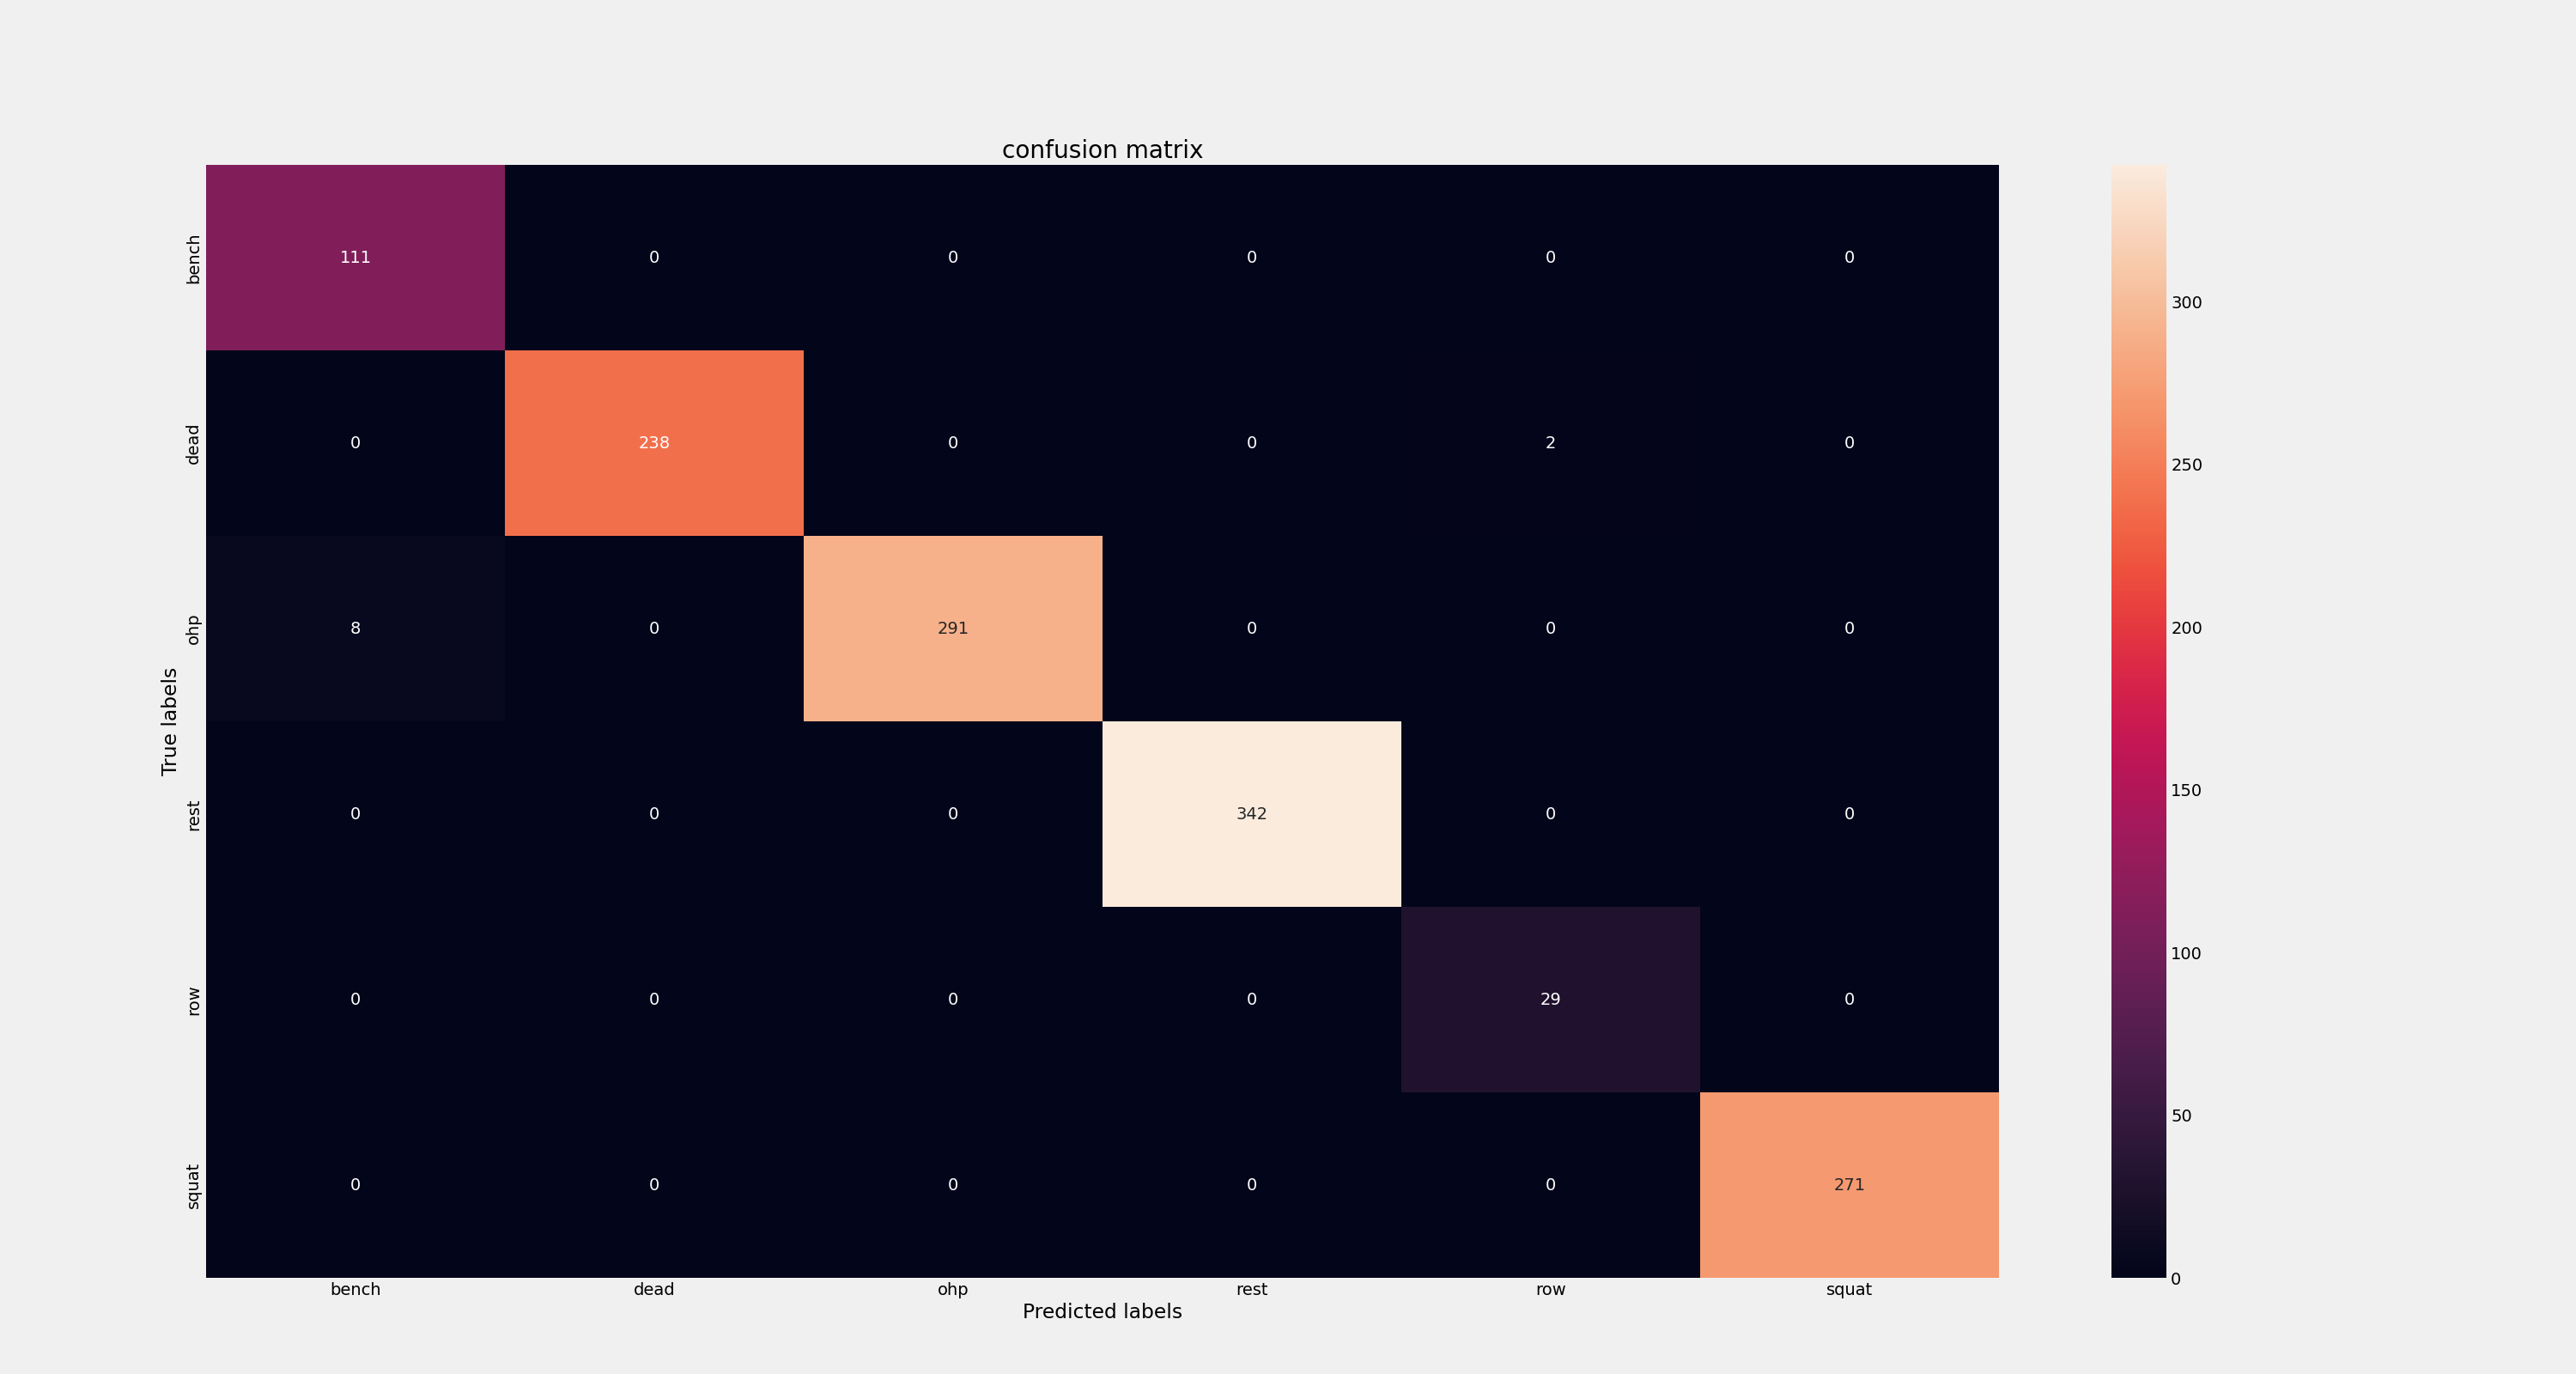 confusion matrix
bench 111 0 0 0 0 0
dead 0 238 0 0 2 0
ohp 8 0 291 0 0 0
rest 0 0 0 342 0 0
row 0 0 0 0 29 0
squat 0 0 0 0 0 271
True labels
bench dead ohp rest row squat
Predicted labels
300
250
200
150
100
50
0